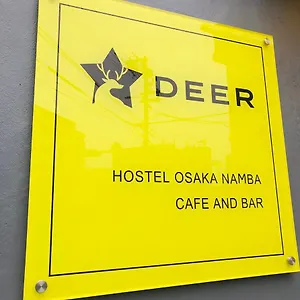 DEER
HOSTEL OSAKA NAMBA
CAFE AND BAR